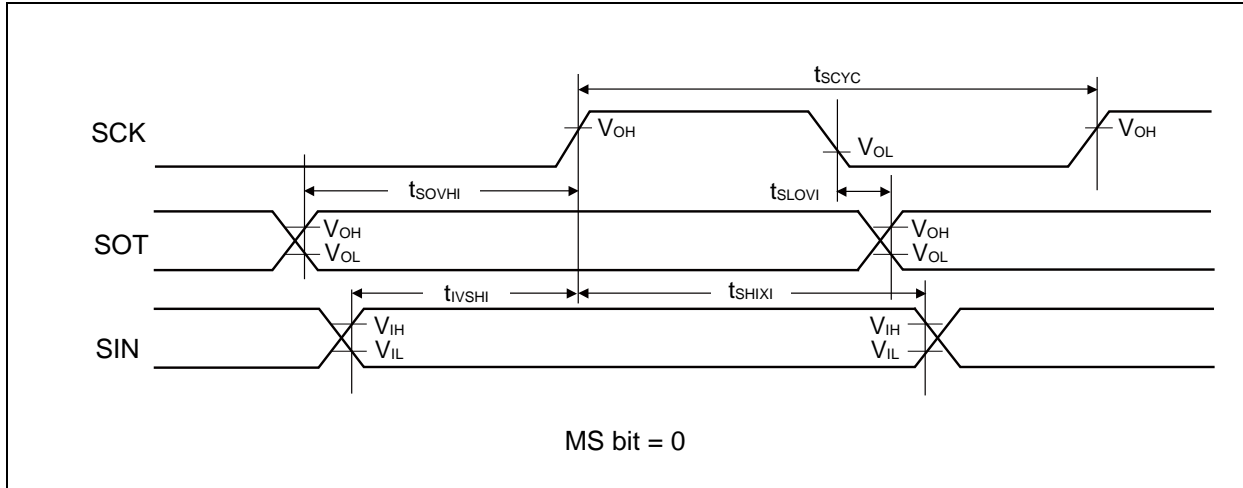 tSCYC
SCK
VOH
VOL
VOH
tSOVHI
tSLOVI
SOT
VOH
VOL
VOH
VOL
tIVSHI
tSHIXI
SIN
VIH
VIL
VIH
VIL
MS bit = 0